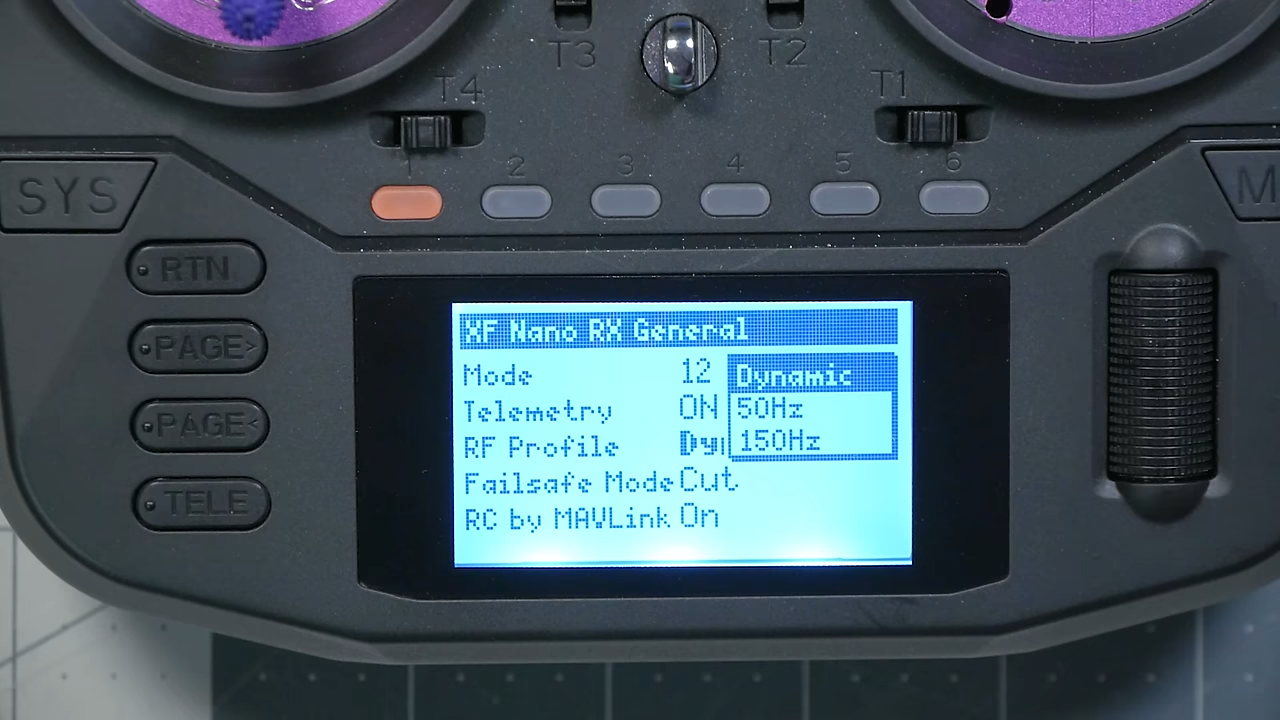 T3
T2
T4
T1
1
2
3
4
5
6
SYS
M
RTN
PAGE>
PAGE<
TELE
XF Nano RX General
Mode 12
Telemetry ON
RF Profile Dyn
Failsafe Mode Cut
RC by MAVLink On
Dynamic
50Hz
150Hz